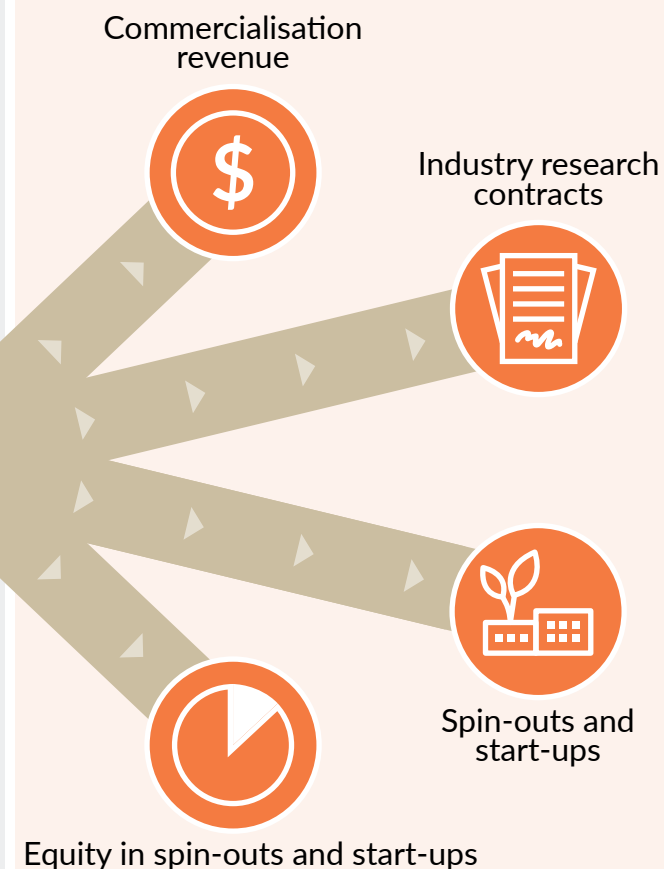 Commercialisation
revenue
$
Industry research
contracts
Spin-outs and
start-ups
Equity in spin-outs and start-ups